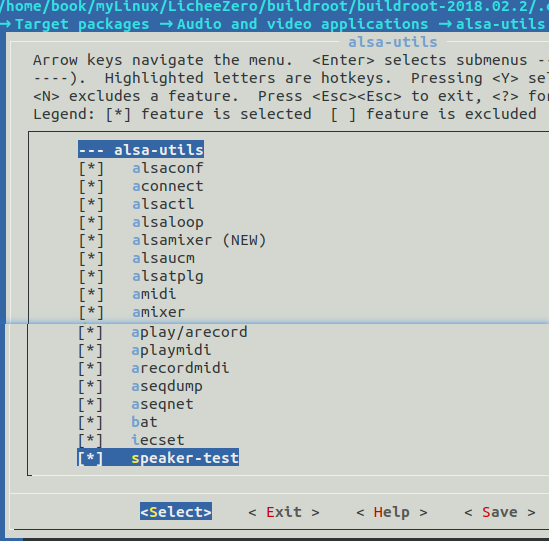 /home/book/myLinux/LicheeZero/buildroot/buildroot-2018.02.2/.c
→Target packages →Audio and video applications →alsa-utils
alsa-utils
Arrow keys navigate the menu. <Enter> selects submenus --
----). Highlighted letters are hotkeys. Pressing <Y> sel
<N> excludes a feature. Press <Esc><Esc> to exit, <?> for
Legend: [*] feature is selected [ ] feature is excluded
--- alsa-utils
[*] alsaconf
[*] aconnect
[*] alsactl
[*] alsaloop
[*] alsamixer (NEW)
[*] alsaucm
[*] alsatplg
[*] amidi
[*] amixer
[*] aplay/arecord
[*] aplaymidi
[*] arecordmidi
[*] aseqdump
[*] aseqnet
[*] bat
[*] iecset
[*] speaker-test
<Select> < Exit > < Help > < Save >